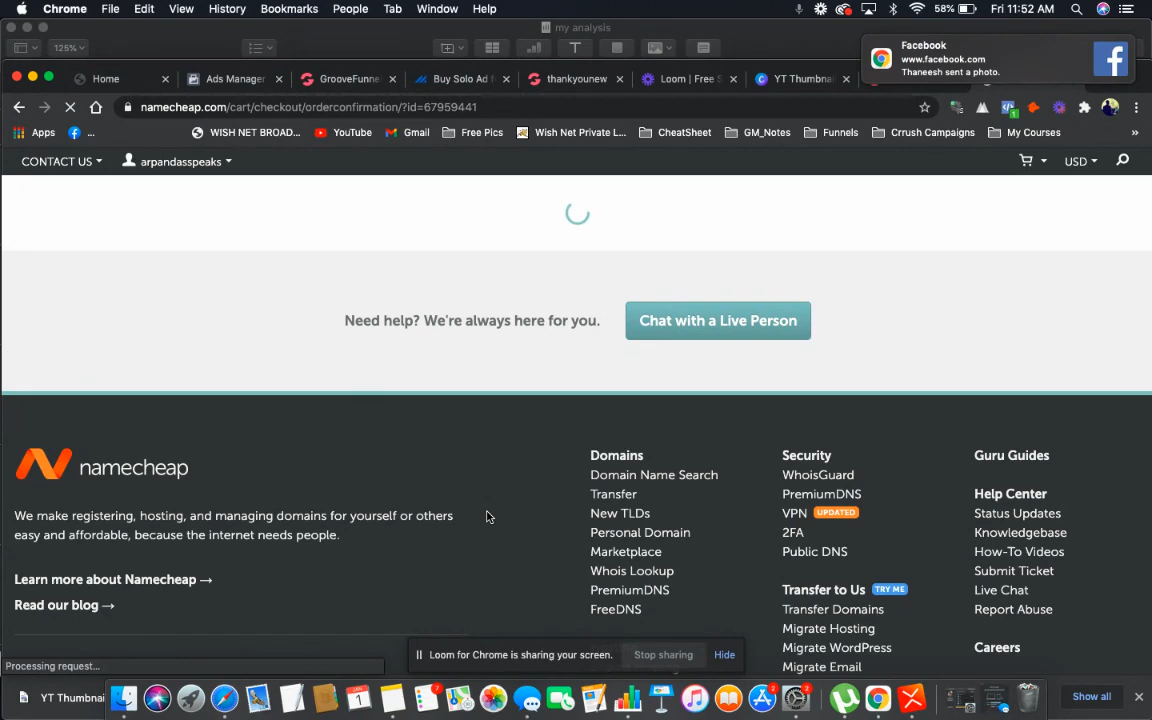 Chrome File Edit View History Bookmarks People Tab Window Help 58% Fri 11:52 AM
my analysis
125%
Facebook
www.facebook.com
Thaneesh sent a photo.
Home Ads Manager GrooveFunne YT Buy Solo Ad f thankyounew Loom | Free S YT Thumbna
namecheap.com/cart/checkout/orderconfirmation/?id=67959441
Apps ... WISH NET BROAD... YouTube Gmail Free Pics Wish Net Private L... CheatSheet GM_Notes Funnels Crrush Campaigns My Courses »
CONTACT US arpandasspeaks USD
Need help? We're always here for you. Chat with a Live Person
namecheap
We make registering, hosting, and managing domains for yourself or others
easy and affordable, because the internet needs people.
Learn more about Namecheap →
Read our blog →
Domains
Domain Name Search
Transfer
New TLDs
Personal Domain
Marketplace
Whois Lookup
PremiumDNS
FreeDNS
Security
WhoisGuard
PremiumDNS
VPN UPDATED
2FA
Public DNS
Transfer to Us TRY ME
Transfer Domains
Migrate Hosting
Migrate WordPress
Migrate Email
Guru Guides
Help Center
Status Updates
Knowledgebase
How-To Videos
Submit Ticket
Live Chat
Report Abuse
Careers
Loom for Chrome is sharing your screen. Stop sharing Hide
Processing request...
YT Thumbnai
Show all